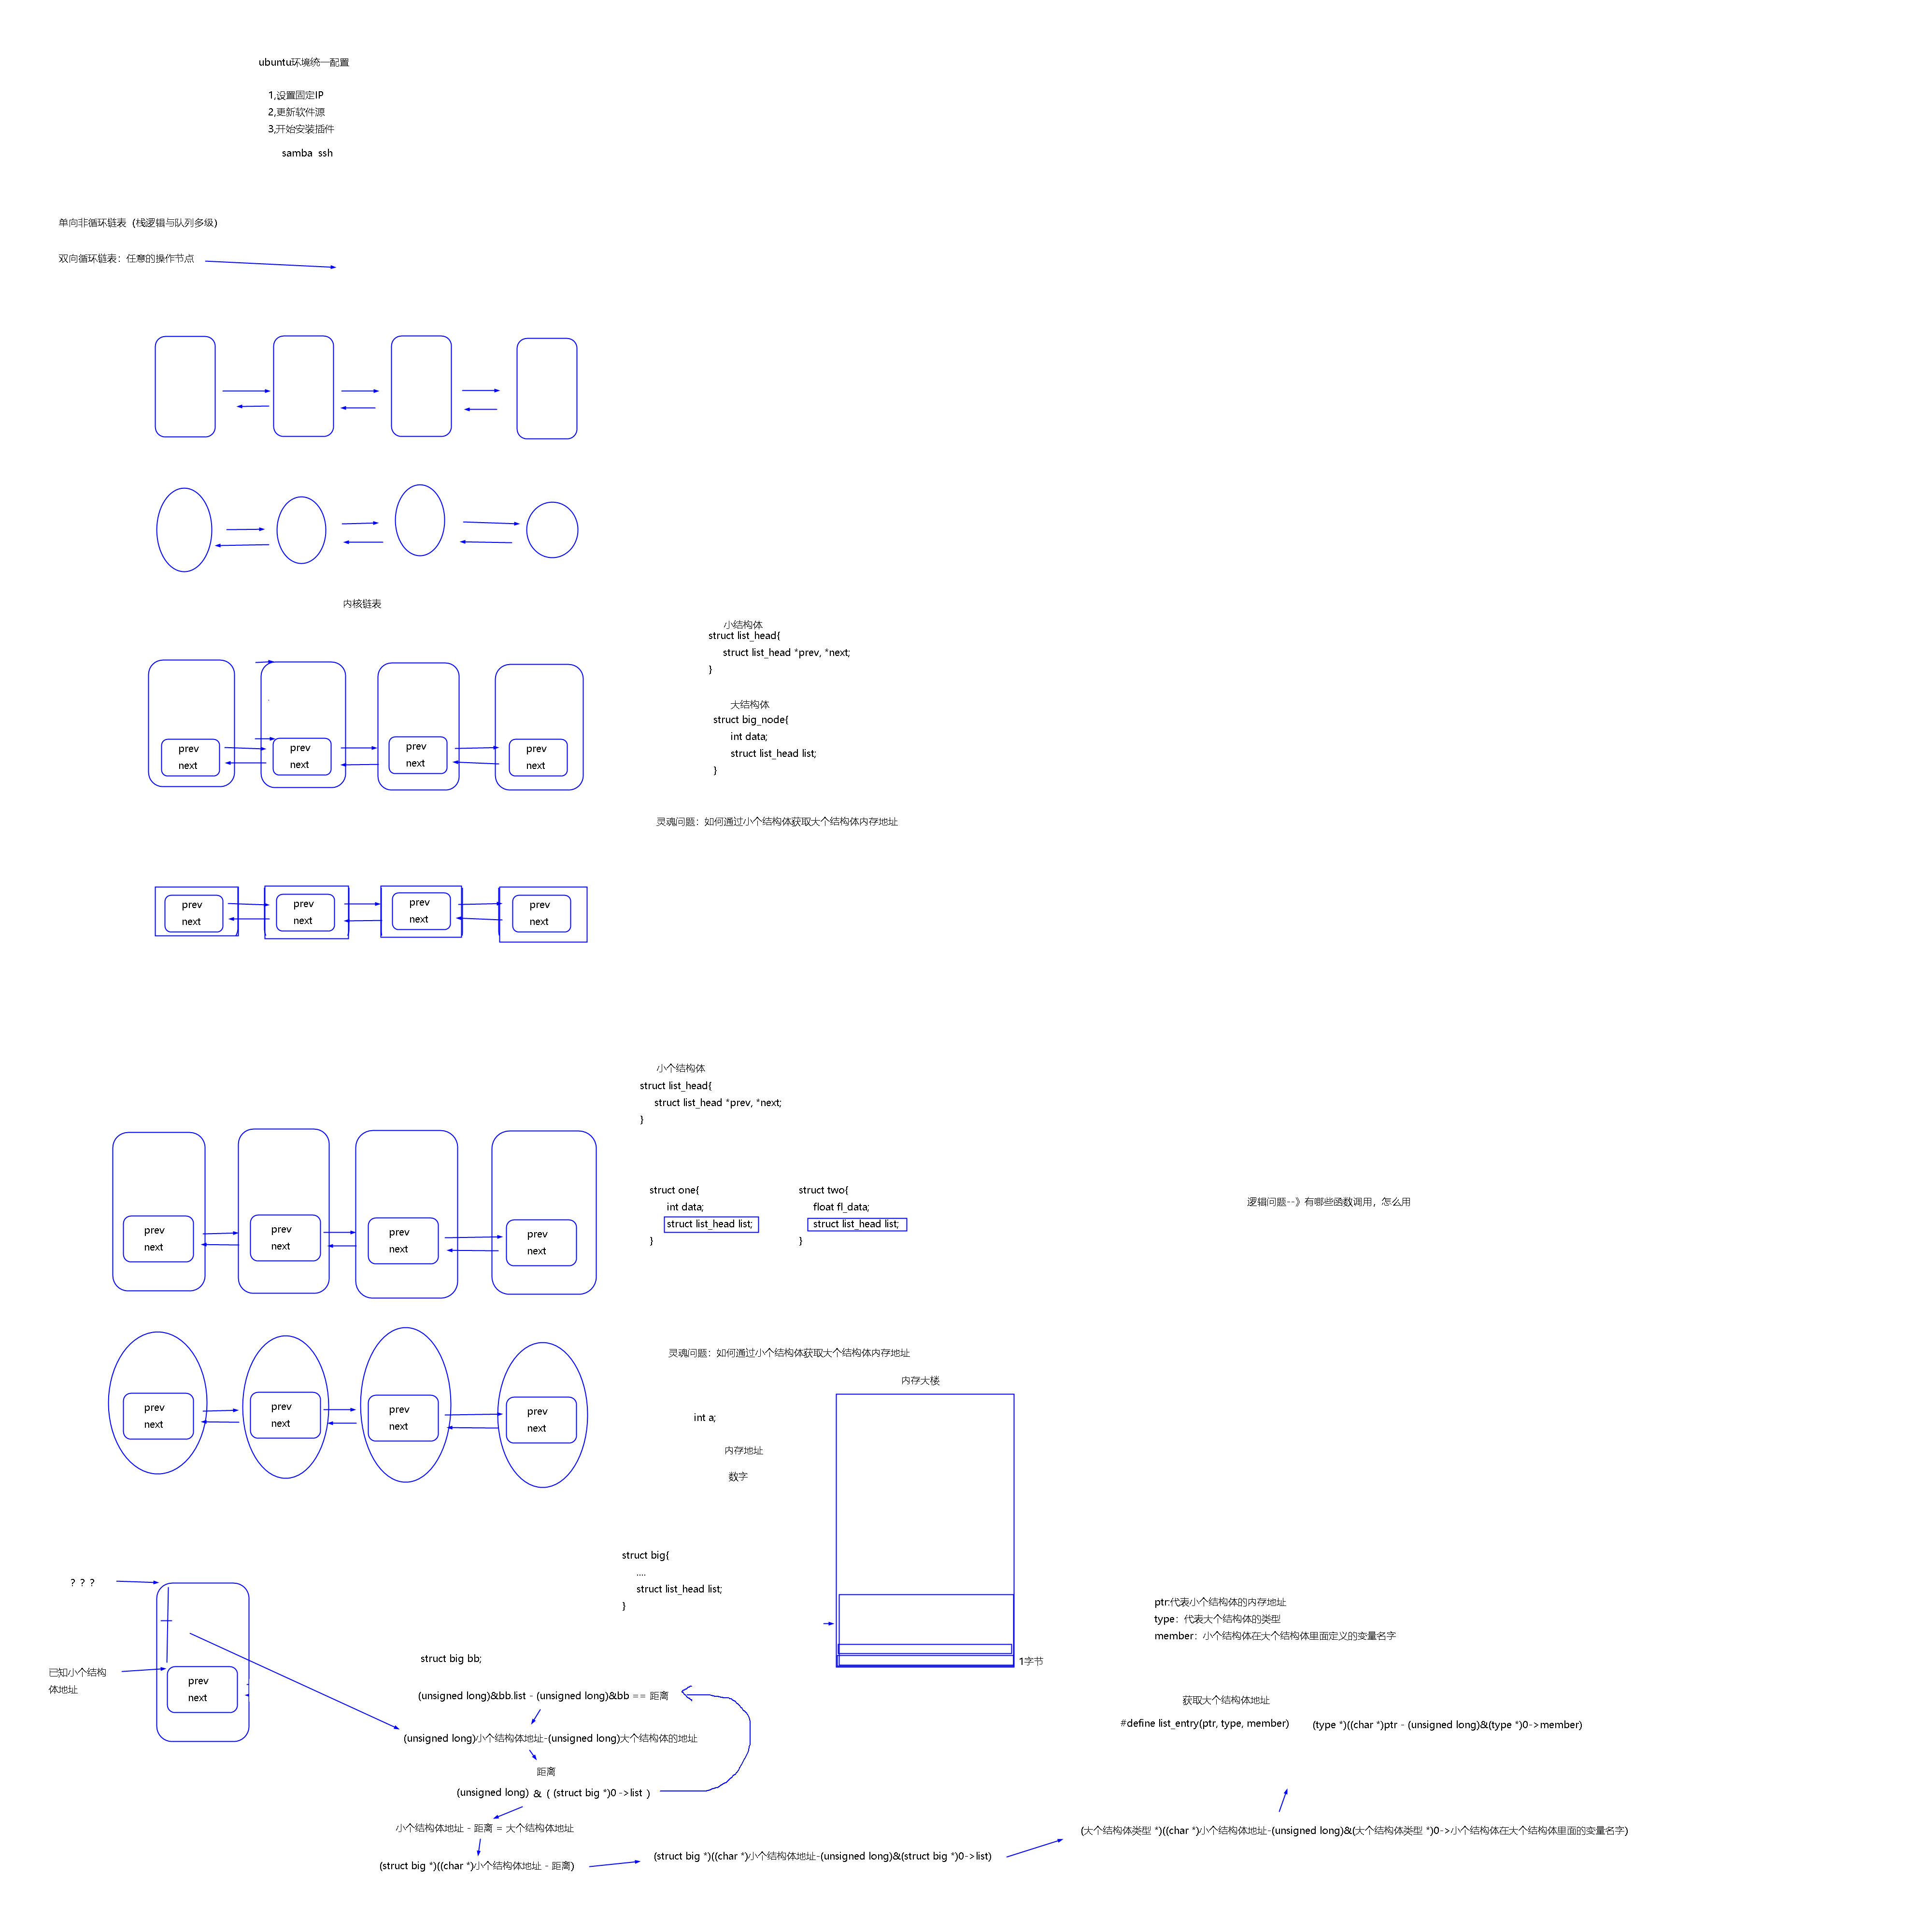 ubuntu环境统一配置
1,设置固定IP
2,更新软件源
3,开始安装插件
samba  ssh
单向非循环链表  (栈逻辑与队列多级)
双向循环链表：任意的操作节点
内核链表
小结构体
struct list_head{
struct list_head *prev, *next;
}
大结构体
struct big_node{
int data;
struct list_head list;
}
prev
next
prev
next
prev
next
prev
next
灵魂问题：如何通过小个结构体获取大个结构体内存地址
prev
next
prev
next
prev
next
prev
next
小个结构体
struct list_head{
struct list_head *prev, *next;
}
struct one{
int data;
struct list_head list;
}
struct two{
float fl_data;
struct list_head list;
}
逻辑问题--》有哪些函数调用，怎么用
prev
next
prev
next
prev
next
prev
next
灵魂问题：如何通过小个结构体获取大个结构体内存地址
内存大楼
int a;
内存地址
数字
prev
next
prev
next
prev
next
prev
next
struct big{
....
struct list_head list;
}
？？？
已知小个结构
体地址
prev
next
1字节
ptr:代表小个结构体的内存地址
type：代表大个结构体的类型
member：小个结构体在大个结构体里面定义的变量名字
struct big bb;
(unsigned long)&bb.list - (unsigned long)&bb == 距离
(unsigned long)小个结构体地址-(unsigned long)大个结构体的地址
距离
(unsigned long) & ( (struct big *)0 ->list )
小个结构体地址 - 距离 = 大个结构体地址
(struct big *)((char *)小个结构体地址 - 距离)
(struct big *)((char *)小个结构体地址-(unsigned long)&(struct big *)0->list)
获取大个结构体地址
#define list_entry(ptr, type, member)    (type *)((char *)ptr - (unsigned long)&(type *)0->member)
(大个结构体类型 *)((char *)小个结构体地址-(unsigned long)&(大个结构体类型 *)0->小个结构体在大个结构体里面的变量名字)